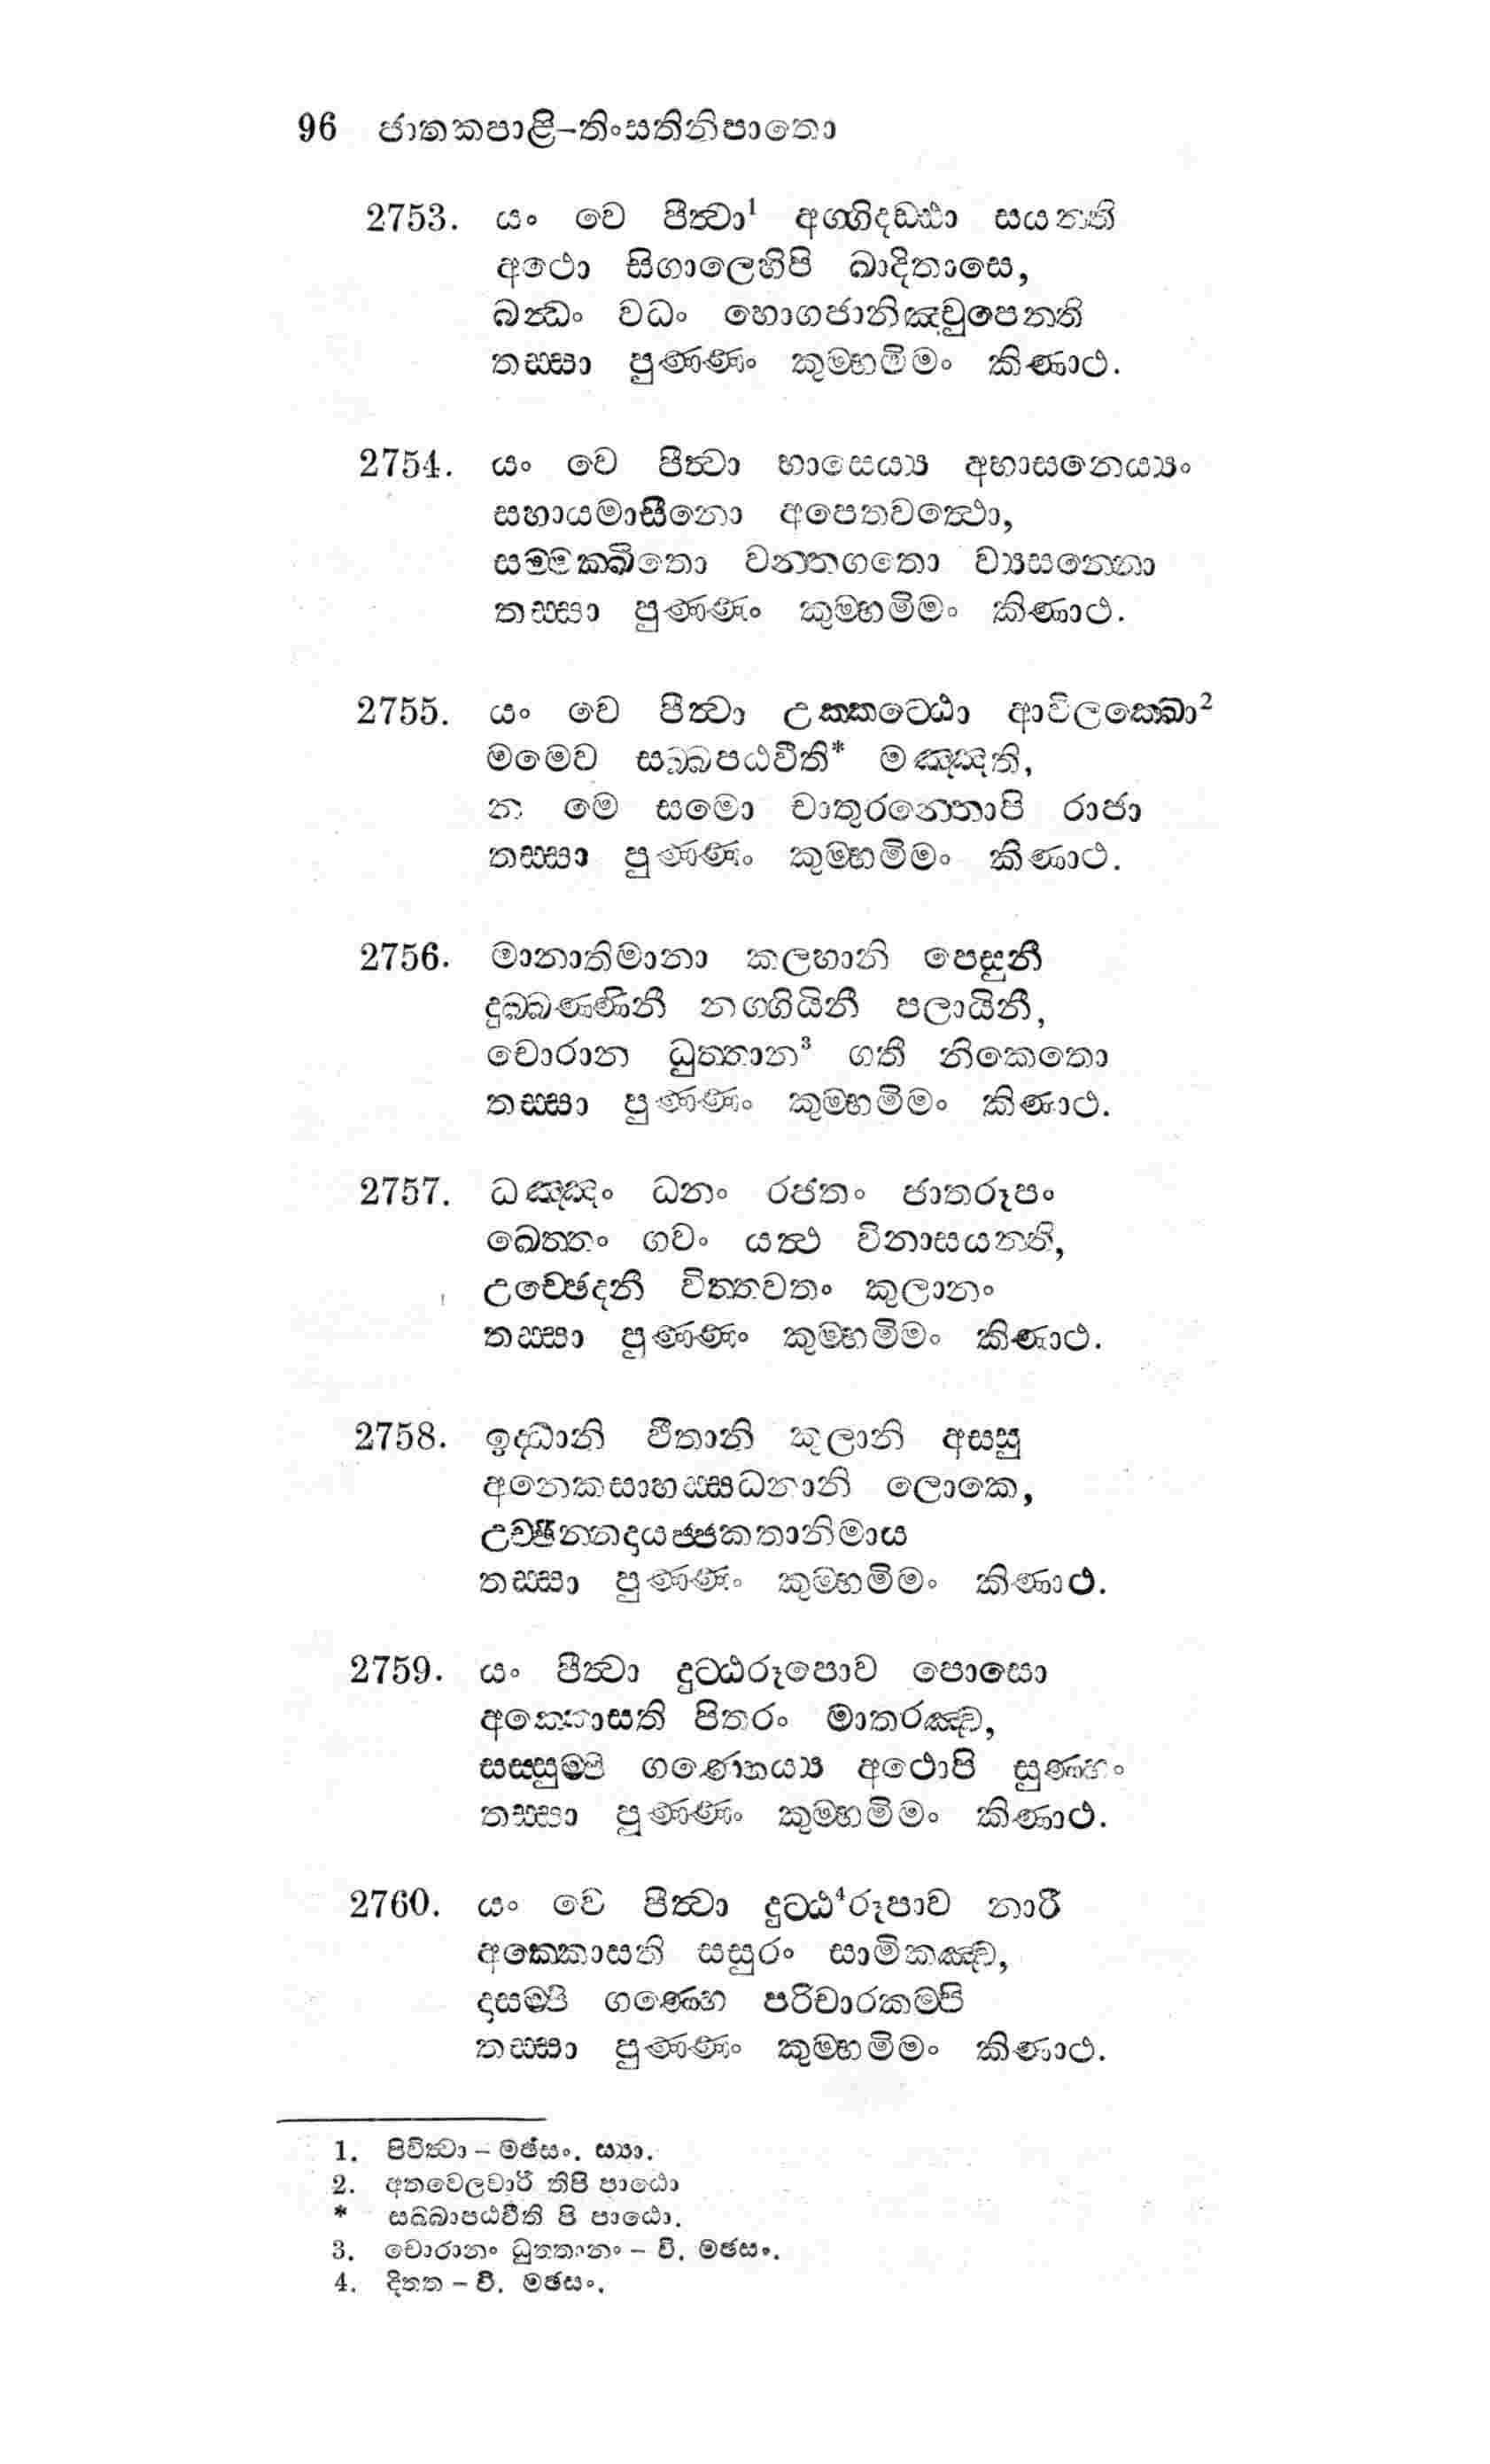 96 ජාතකපාළි-තිංසතිනිපාතො
2753. යං වෙ පීත්‍වා¹ අග‍්ගිදඩ‍්ඪා සයන‍්ති
අථො සිගාලෙහිපි ඛාදිතාසෙ,
බන්‍ධං වධං භොගජානිඤ‍්චුපෙන‍්ති
තස‍්සා පුණ‍්ණං කුම‍්භමිමං කිණාථ.
2754. යං වෙ පීත්‍වා භාසෙය්‍ය අභාසනෙය්‍යං
සභායමාසීනො අපෙතවත්‍ථො,
සම‍්මක‍්ඛිතො වන‍්තගතො ව්‍යසන‍්නො
තස‍්සා පුණ‍්ණං කුම‍්භමිමං කිණාථ.
2755. යං වෙ පීත්‍වා උක‍්කට‍්ඨො ආවිලක‍්ඛො²
මමෙව සබ‍්බපඨවීති* මඤ‍්ඤති,
න මෙ සමො චාතුරන‍්තොපි රාජා
තස‍්සා පුණ‍්ණං කුම‍්භමිමං කිණාථ.
2756. මානාතිමානා කලහානි පෙසුනී
දුබ‍්බණ‍්ණිනී නග‍්ගියිනී පලායිනී,
චොරාන ධුත‍්තාන³ ගතී නිකෙතො
තස‍්සා පුණ‍්ණං කුම‍්භමිමං කිණාථ.
2757. ධඤ‍්ඤං ධනං රජතං ජාතරූපං
ඛෙත‍්තං ගවං යත්‍ථ විනාසයන‍්ති,
උච‍්ඡෙදනී විත‍්තවතං කුලානං
තස‍්සා පුණ‍්ණං කුම‍්භමිමං කිණාථ.
2758. ඉද‍්ධානි ඵීතානි කුලානි අස‍්සු
අනෙකසාහස‍්සධනානි ලොකෙ,
උච‍්ඡින‍්නදායජ‍්ජකතානිමාය
තස‍්සා පුණ‍්ණං කුම‍්භමිමං කිණාථ.
2759. යං පීත්‍වා දුට‍්ඨරූපොව පොසො
අක‍්කොසති පිතරං මාතරඤ‍්ච,
සස‍්සුම‍්පි ගණ‍්හෙය්‍ය අථොපි සුණ‍්හං
තස‍්සා පුණ‍්ණං කුම‍්භමිමං කිණාථ.
2760. යං වෙ පීත්‍වා දුට‍්ඨ⁴රූපාව නාරී
අක‍්කොසති සසුරං සාමිකඤ‍්ච,
දාසම‍්පි ගණ‍්හෙ පරිචාරකම‍්පි
තස‍්සා පුණ‍්ණං කුම‍්භමිමං කිණාථ.
1. පිවිත්‍වා – මජසං. ස්‍යා.
2. අතවෙලචාරී තිපි පාඨො
* සබ‍්බාපඨවීති පි පාඨො.
3. චොරානං ධුත‍්තානං – වි. මජසං.
4. දිත‍්ත – වි. මජසං.